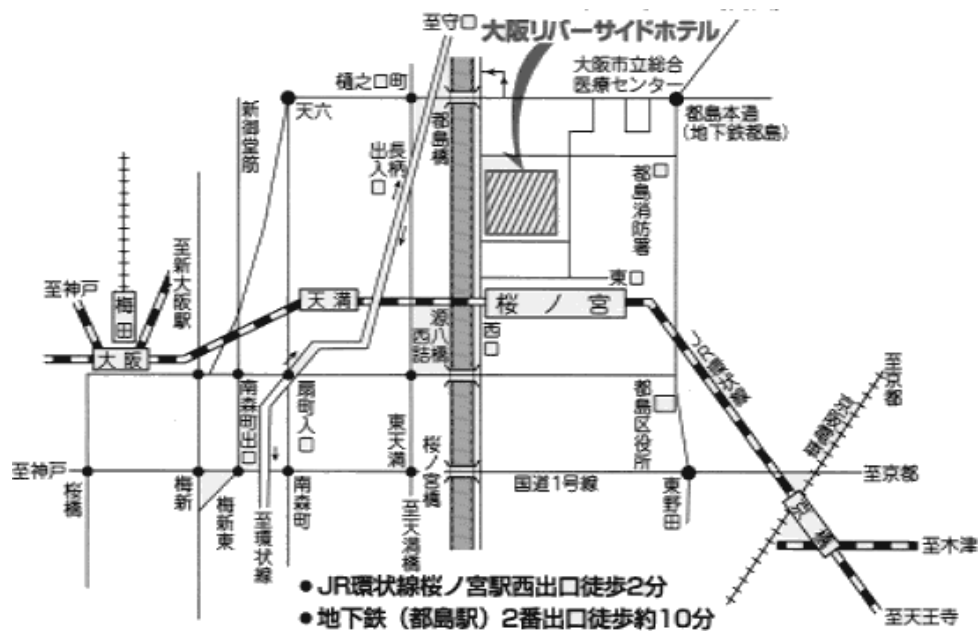 至守口
大阪リバーサイドホテル
大阪市立総合
医療センター
樋之口町
天六
都島本通
(地下鉄都島)
新御堂筋
都島橋
長柄
出入口
都島消防署
至新大阪駅
至神戸
梅田
大阪
天満
桜ノ宮
東口
西口
源八橋
西詰
JR環状線
至京都
京阪電車
南森町出口
扇町入口
東天満
桜ノ宮橋
都島区役所
至神戸
国道1号線
至京都
桜橋
梅新
梅新東
至環状線
南森町
至天満橋
東野田
京橋
至木津
至天王寺
●JR環状線桜ノ宮駅西出口徒歩2分
●地下鉄（都島駅）2番出口徒歩約10分